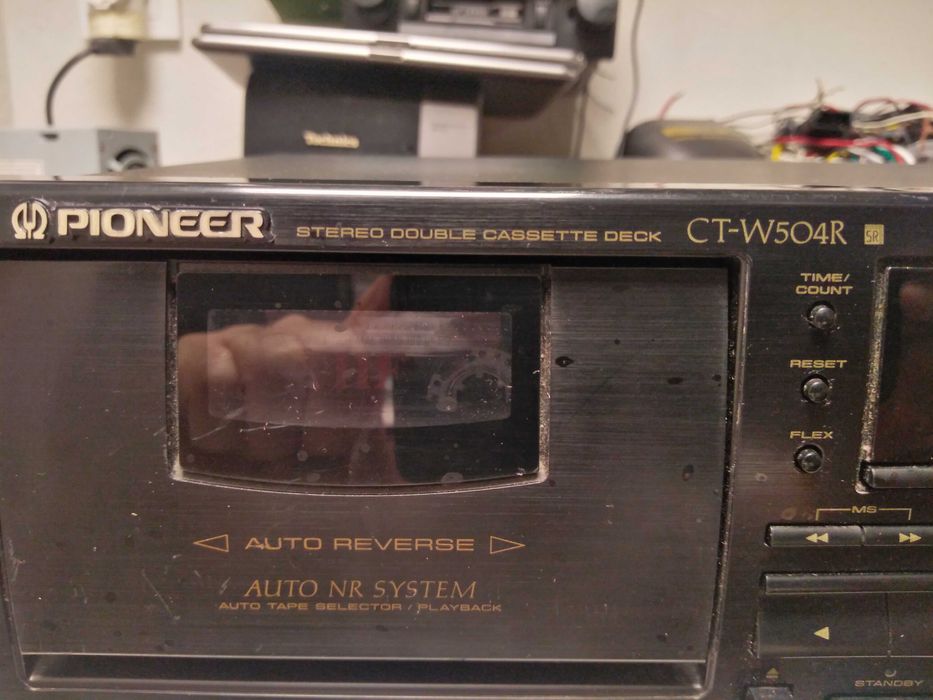 Technics
PIONEER STEREO DOUBLE CASSETTE DECK CT-W504R SR
TIME/
COUNT
RESET
FLEX
MS
AUTO REVERSE
AUTO NR SYSTEM
AUTO TAPE SELECTOR / PLAYBACK
STANDBY